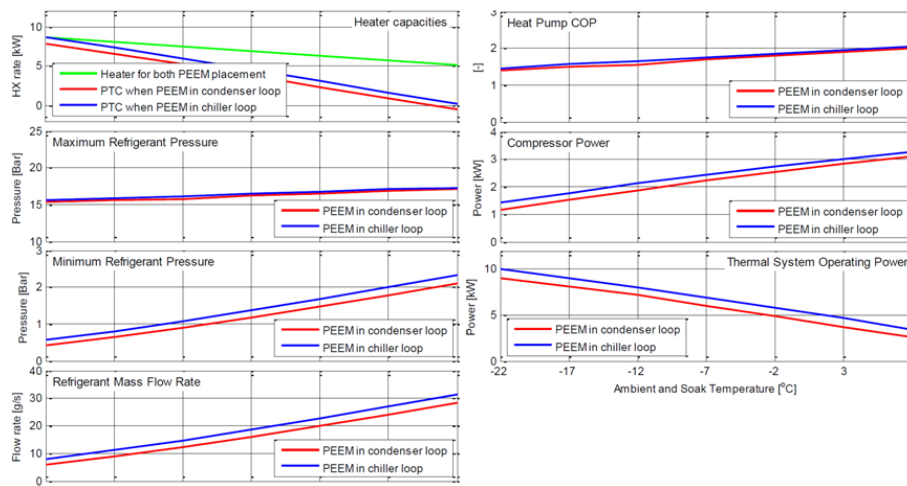 Heater capacities
HX rate [kW]
10
5
0
Heater for both PEEM placement
PTC when PEEM in condenser loop
PTC when PEEM in chiller loop
Maximum Refrigerant Pressure
Pressure [Bar]
25
20
15
10
PEEM in condenser loop
PEEM in chiller loop
Minimum Refrigerant Pressure
Pressure [Bar]
3
2
1
0
PEEM in condenser loop
PEEM in chiller loop
Refrigerant Mass Flow Rate
Flow rate [g/s]
40
30
20
10
0
PEEM in condenser loop
PEEM in chiller loop
Heat Pump COP
[-]
3
2
1
0
PEEM in condenser loop
PEEM in chiller loop
Compressor Power
Power [kW]
4
3
2
1
0
PEEM in condenser loop
PEEM in chiller loop
Thermal System Operating Power
Power [kW]
10
5
0
PEEM in condenser loop
PEEM in chiller loop
-22 -17 -12 -7 -2 3
Ambient and Soak Temperature [°C]